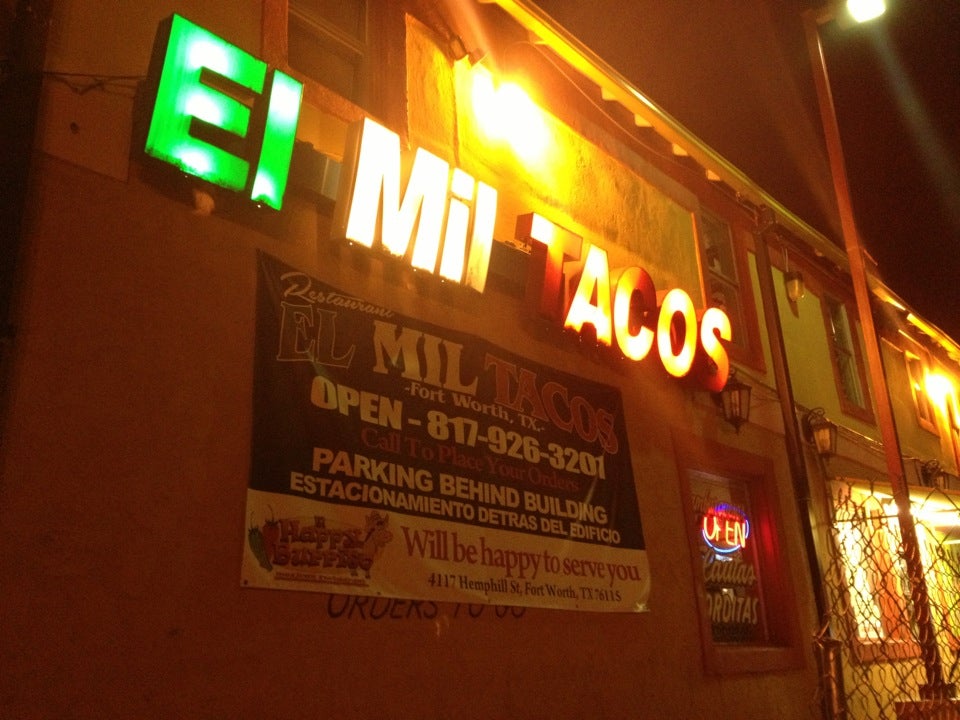 El Mil TACOS
Restaurant
EL MIL TACOS
-Fort Worth, TX.-
OPEN - 817-926-3201
Call To Place Your Orders
PARKING BEHIND BUILDING
ESTACIONAMIENTO DETRAS DEL EDIFICIO
Happy
Burrito
Will be happy to serve you
4117 Hemphill St, Fort Worth, TX 76115
ORDERS TO GO
OPEN